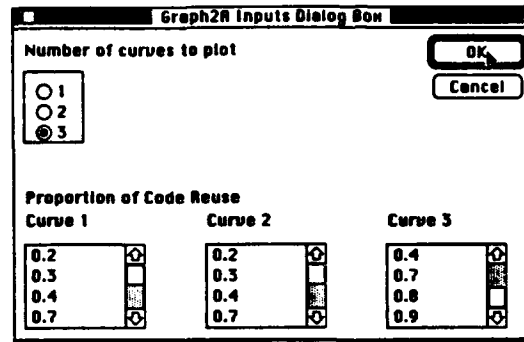 Graph2A Inputs Dialog Box
Number of curves to plot
OK
Cancel
1
2
3
Proportion of Code Reuse
Curve 1
Curve 2
Curve 3
0.2
0.3
0.4
0.7
0.2
0.3
0.4
0.7
0.4
0.7
0.8
0.9